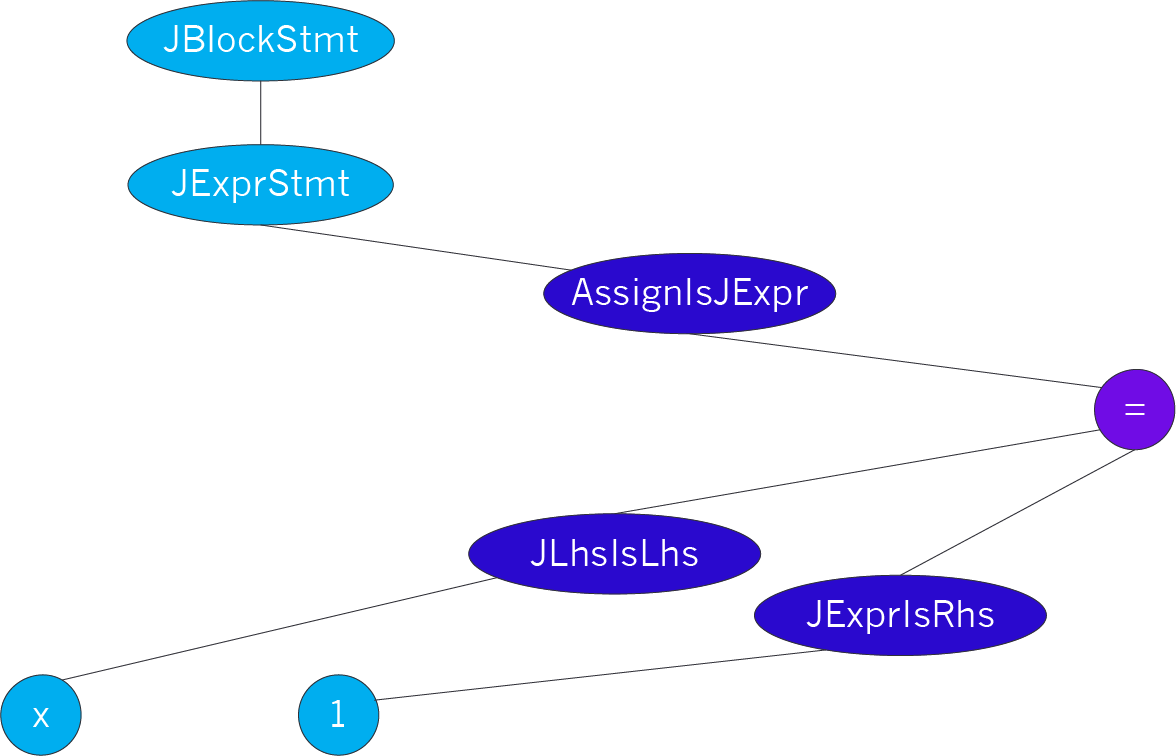 JBlockStmt
JExprStmt
AssignIsJExpr
=
JLhsIsLhs
JExprIsRhs
x
1